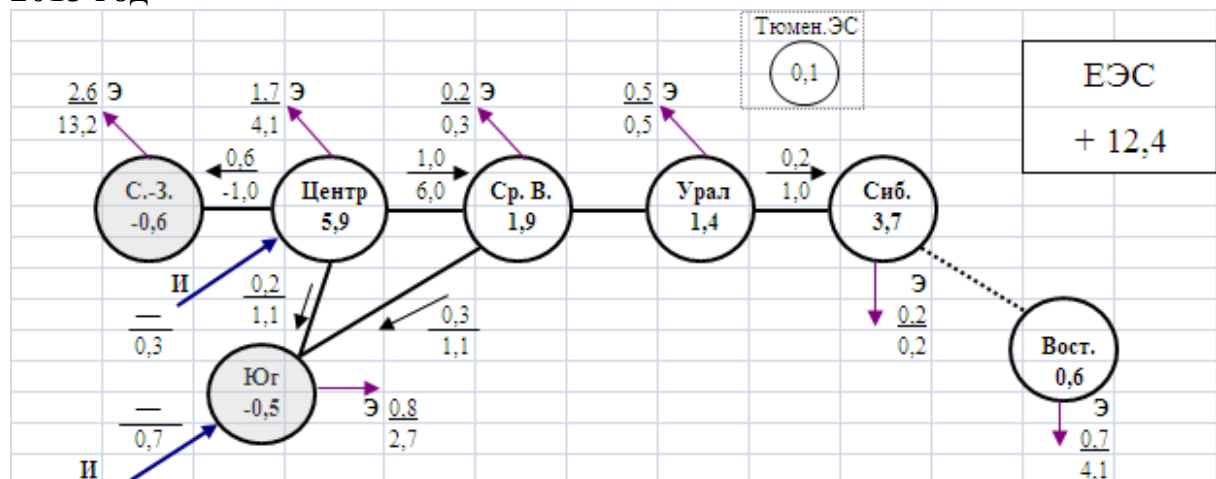 2015 год
Тюмен.ЭС
0,1
ЕЭС
+ 12,4
2.6 Э
13,2
1.7 Э
4,1
0.2 Э
0,3
0.5 Э
0,5
0,6
-1,0
1,0
6,0
0,2
1,0
С.-З.
-0,6
Центр
5,9
Ср. В.
1,9
Урал
1,4
Сиб.
3,7
И
—
0,3
0,2
1,1
0,3
1,1
Э
0.2
0,2
Вост.
0,6
Юг
-0,5
—
0,7
И
Э 0.8
2,7
Э
0.7
4.1